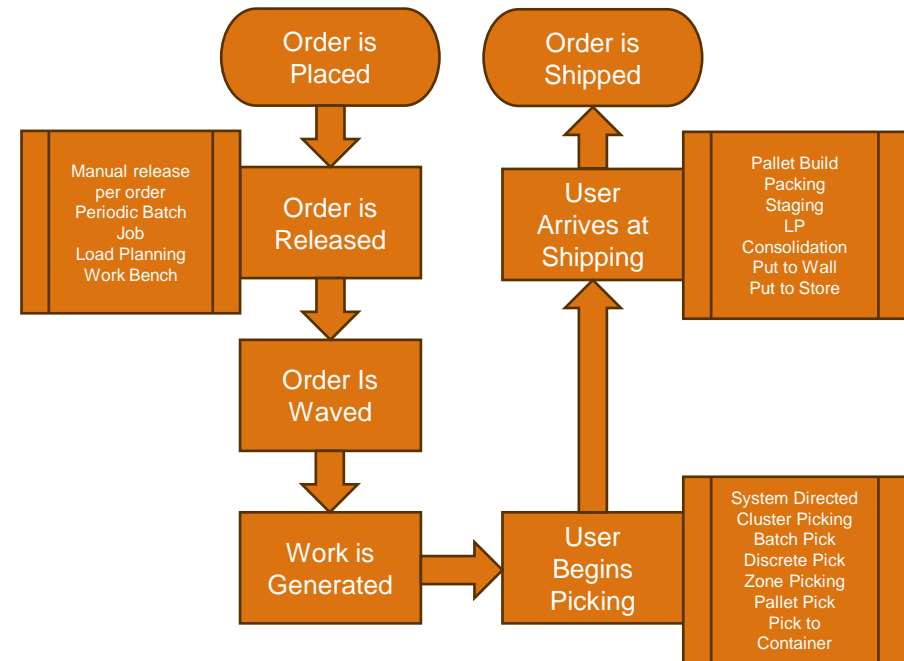 Order is
Placed
Order is
Shipped
Manual release
per order
Periodic Batch
Job
Load Planning
Work Bench
Order is
Released
User
Arrives at
Shipping
Pallet Build
Packing
Staging
LP
Consolidation
Put to Wall
Put to Store
Order Is
Waved
Work is
Generated
User
Begins
Picking
System Directed
Cluster Picking
Batch Pick
Discrete Pick
Zone Picking
Pallet Pick
Pick to
Container